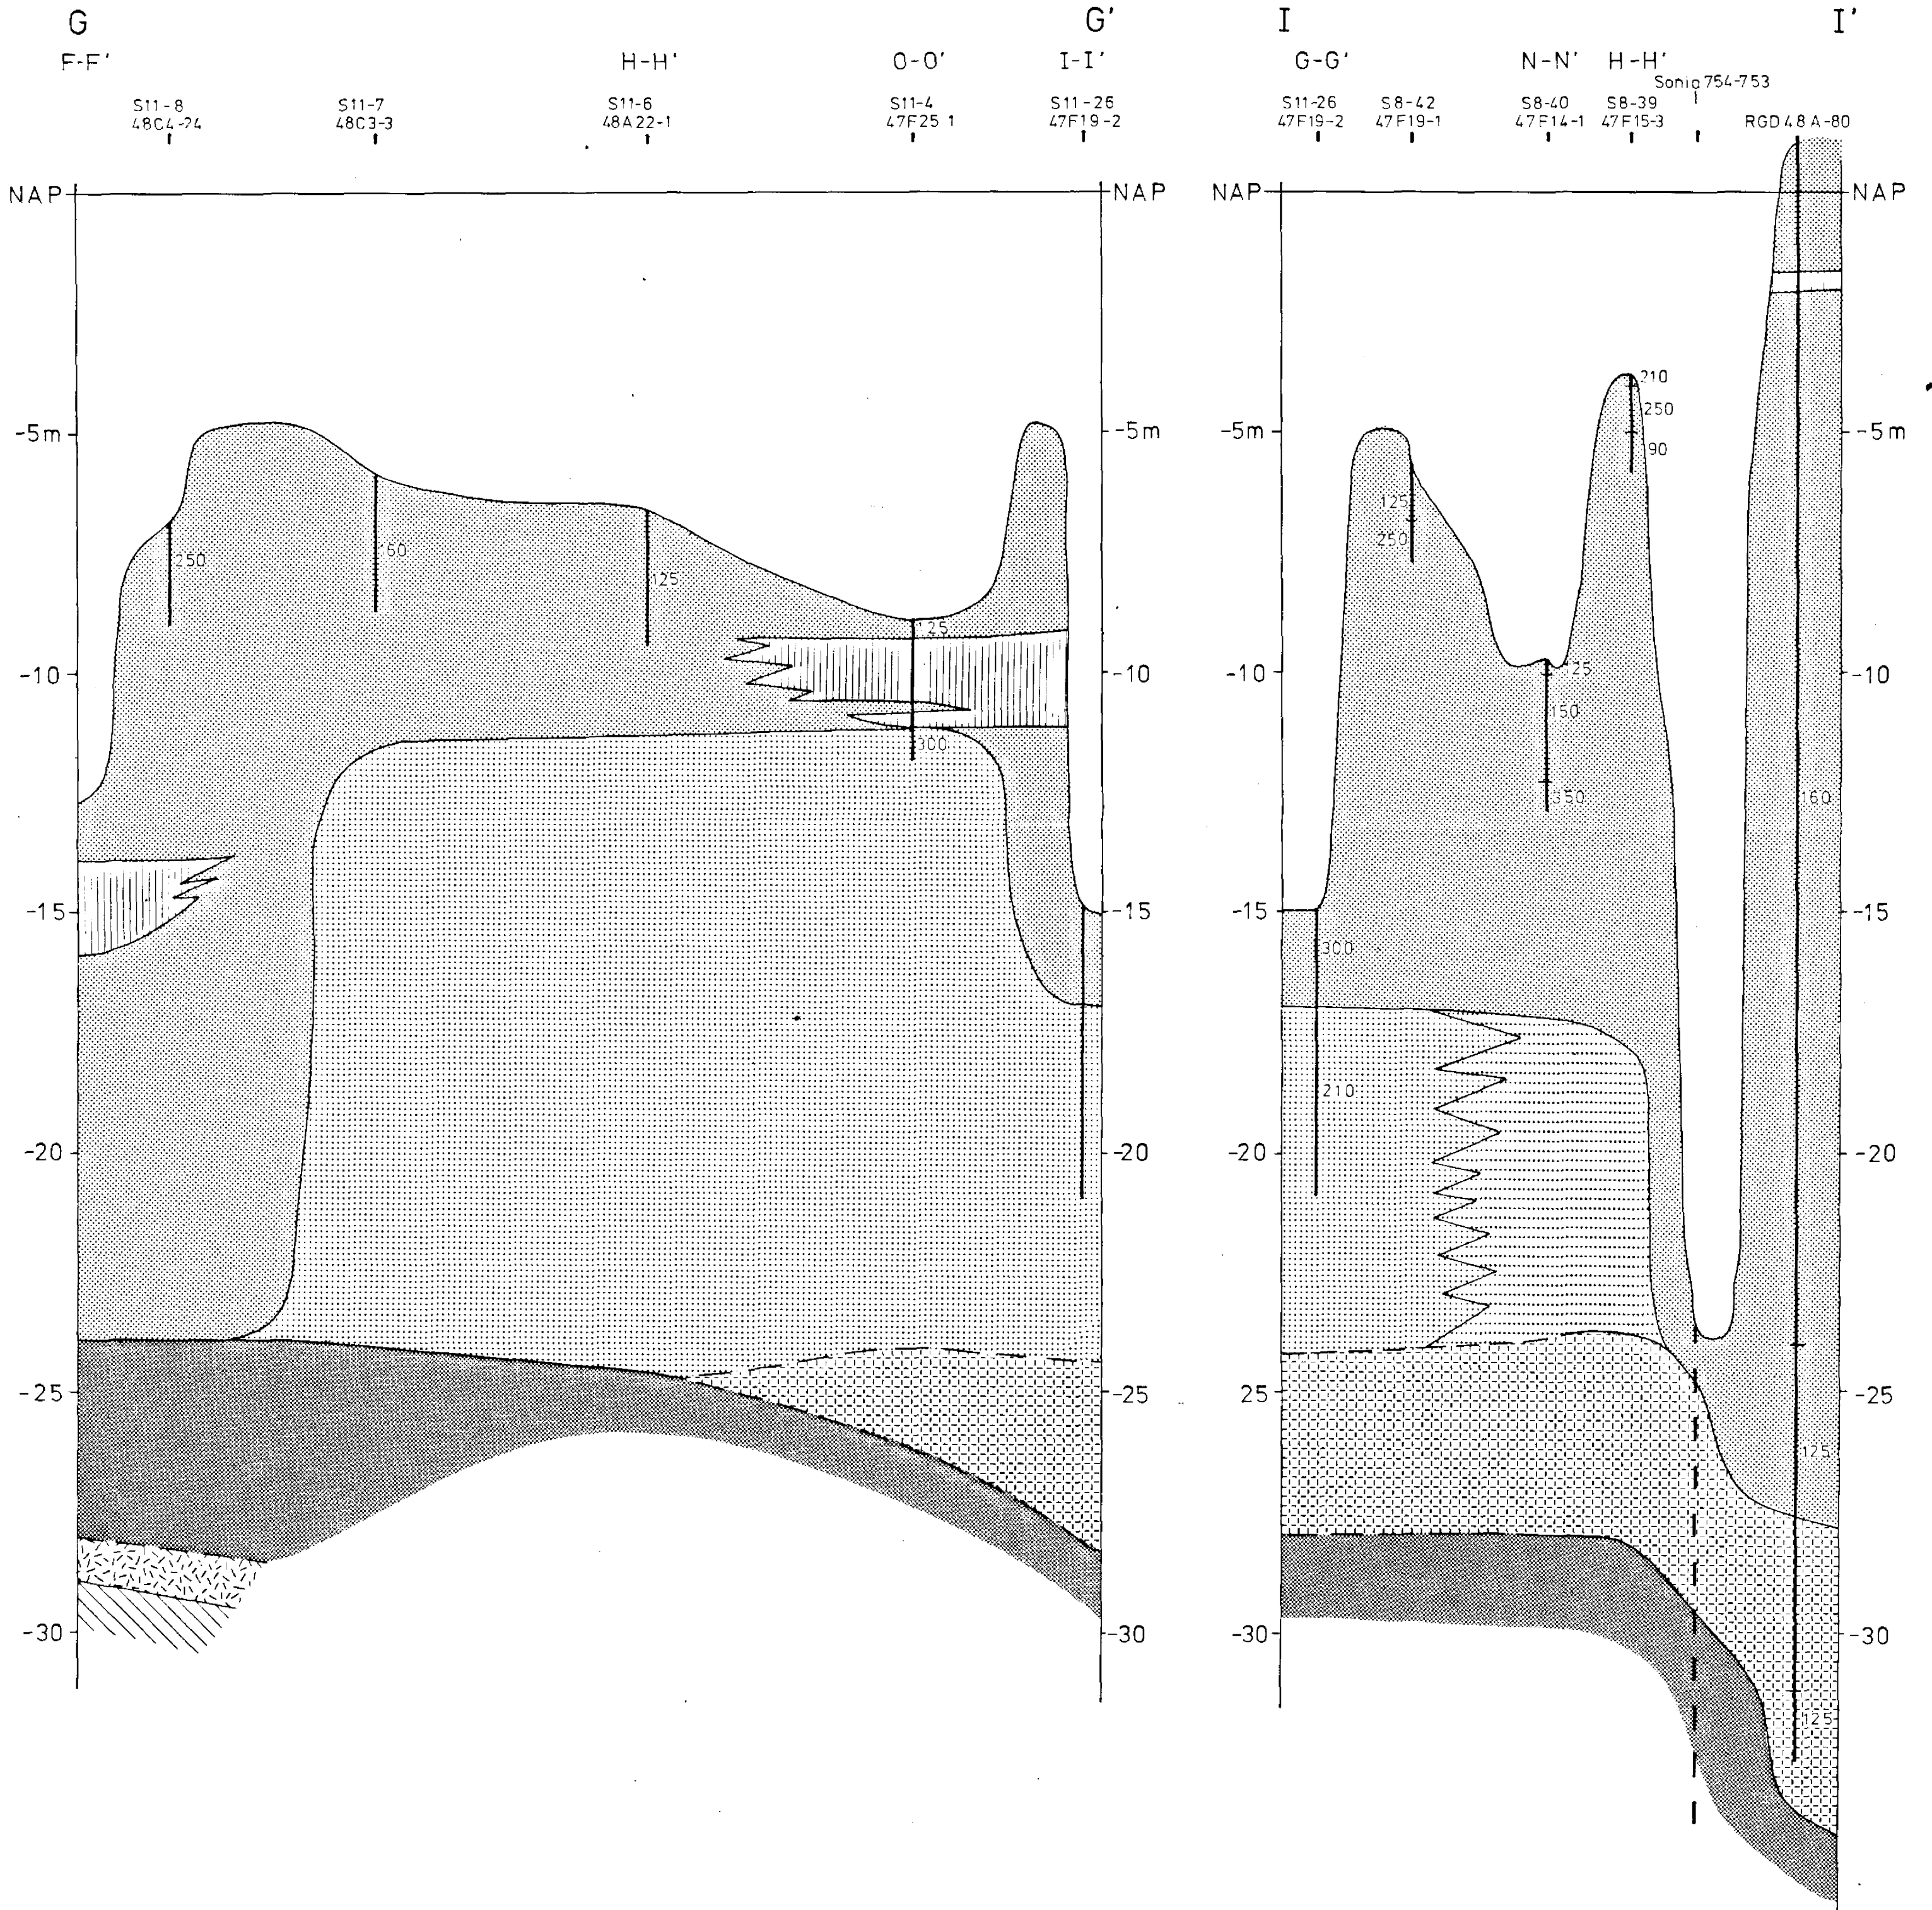 G G' I I'
F-F' H-H' O-O' I-I' G-G' N-N' H-H'
Sonia 754-753
S11-8 S11-7 S11-6 S11-4 S11-25 S11-26 S8-42 S8-40 S8-39
48C4-24 48C3-3 48A22-1 47F25 1 47F19-2 47F19-2 47F19-1 47F14-1 47F15-3 RGD 48 A-80
NAP NAP NAP NAP
210
250
-5m -5m -5m -5m
90
125
250
250 160 125
125
-10 -10 -10 -10
125
150
300
350 160
-15 -15 -15 -15
300
210
-20 -20 -20 -20
-25 -25 25 -25
125
-30 -30 -30 -30
125